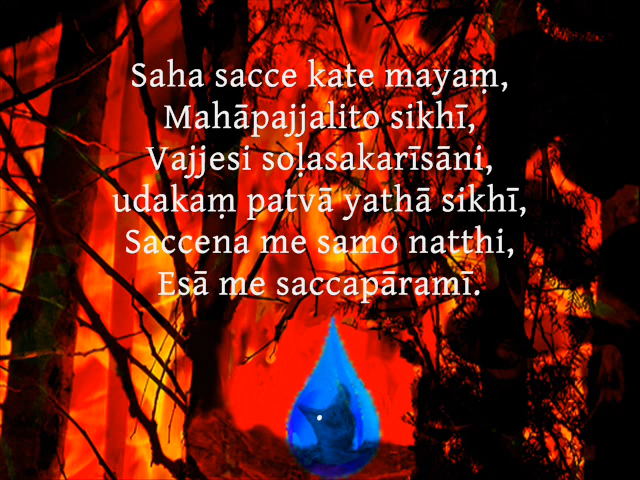 Saha sacce kate mayaṃ,
Mahāpajjalito sikhī,
Vajjesi soḷasakarīsāni,
udakaṃ patvā yathā sikhī,
Saccena me samo natthi,
Esā me saccapāramī.